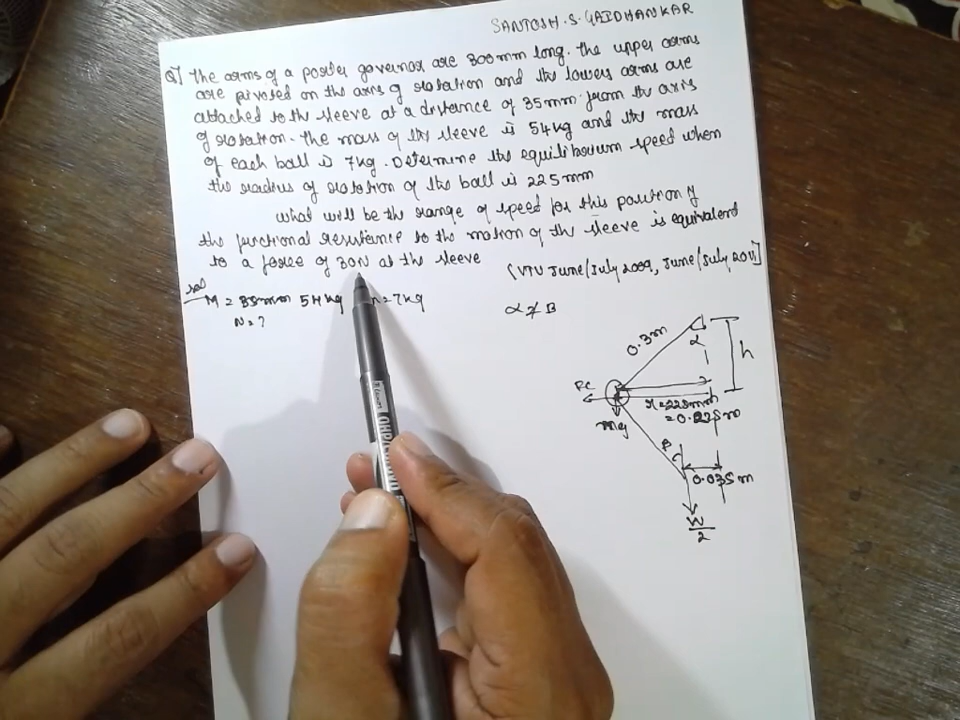 SANTOSH.S.GAIDHANKAR
Q7 The arms of a porter governor are 300mm long. The upper arms
are pivoted on the axis of rotation and the lower arms are
attached to the sleeve at a distance of 35mm from the axis
of rotation. The mass of the sleeve is 54kg and the mass
of each ball is 7kg. Determine the equilibrium speed when
the radius of rotation of the ball is 225mm
what will be the range of speed for this position if
the frictional resistance to the motion of the sleeve is equivalent
to a force of 30N at the sleeve
(VTU June/July 2009, June/July 2011]
M = 54kg m = 7kg
N = ?
α ≠ β
0.3m
α
h
Fc
r = 225mm
= 0.225m
mg
β
0.035m
W
2